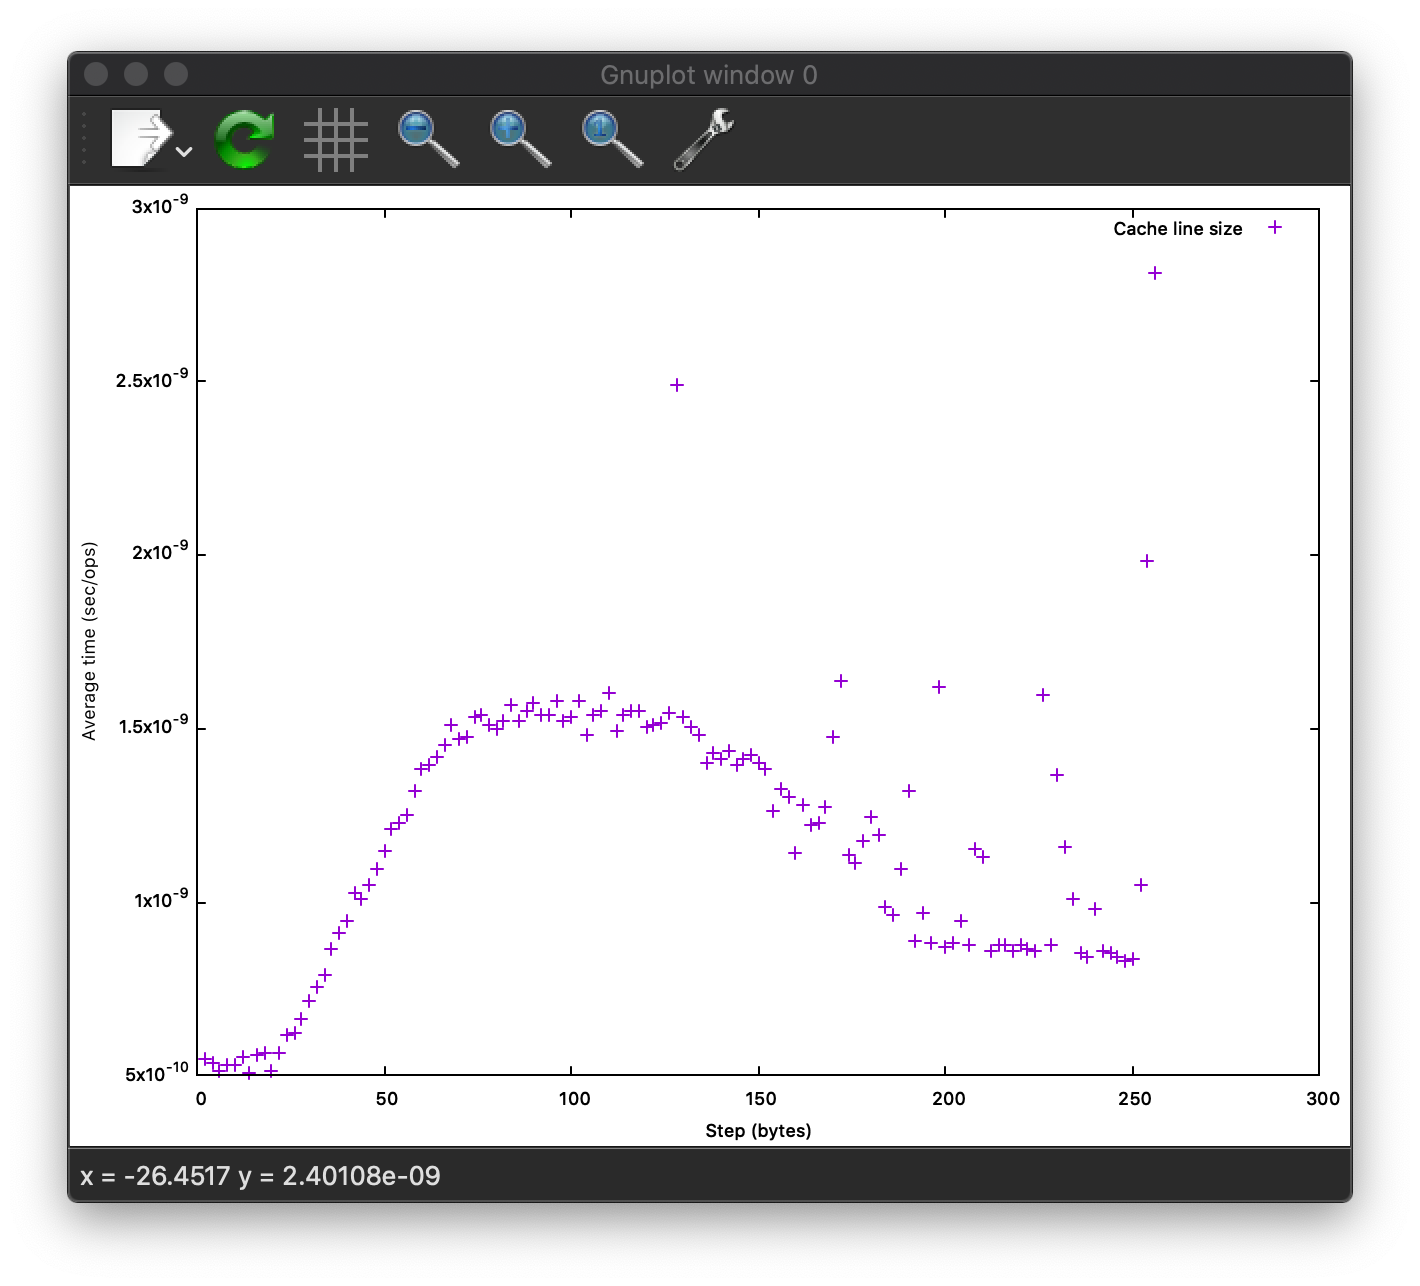 Gnuplot window 0
3x10-9
Cache line size
2.5x10-9
2x10-9
1.5x10-9
1x10-9
5x10-10
Average time (sec/ops)
0 50 100 150 200 250 300
Step (bytes)
x = -26.4517 y = 2.40108e-09